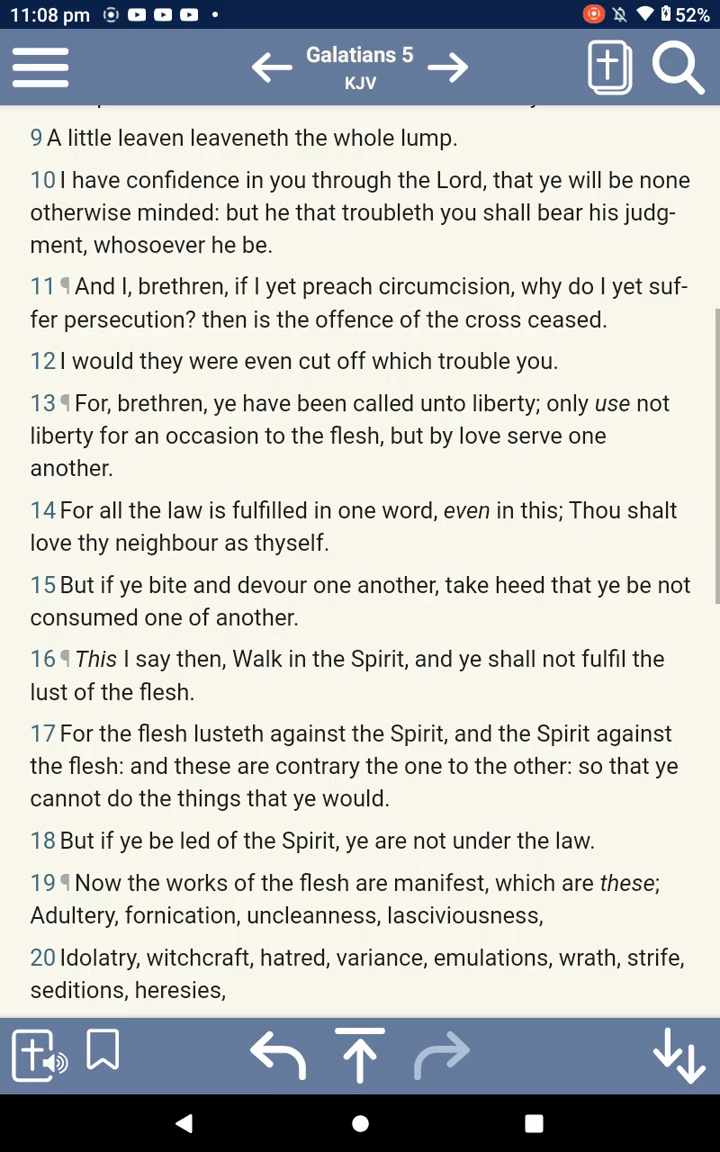 11:08 pm
52%
Galatians 5
KJV
9 A little leaven leaveneth the whole lump.
10 I have confidence in you through the Lord, that ye will be none
otherwise minded: but he that troubleth you shall bear his judg-
ment, whosoever he be.
11 ¶ And I, brethren, if I yet preach circumcision, why do I yet suf-
fer persecution? then is the offence of the cross ceased.
12 I would they were even cut off which trouble you.
13 ¶ For, brethren, ye have been called unto liberty; only use not
liberty for an occasion to the flesh, but by love serve one
another.
14 For all the law is fulfilled in one word, even in this; Thou shalt
love thy neighbour as thyself.
15 But if ye bite and devour one another, take heed that ye be not
consumed one of another.
16 ¶ This I say then, Walk in the Spirit, and ye shall not fulfil the
lust of the flesh.
17 For the flesh lusteth against the Spirit, and the Spirit against
the flesh: and these are contrary the one to the other: so that ye
cannot do the things that ye would.
18 But if ye be led of the Spirit, ye are not under the law.
19 ¶ Now the works of the flesh are manifest, which are these;
Adultery, fornication, uncleanness, lasciviousness,
20 Idolatry, witchcraft, hatred, variance, emulations, wrath, strife,
seditions, heresies,